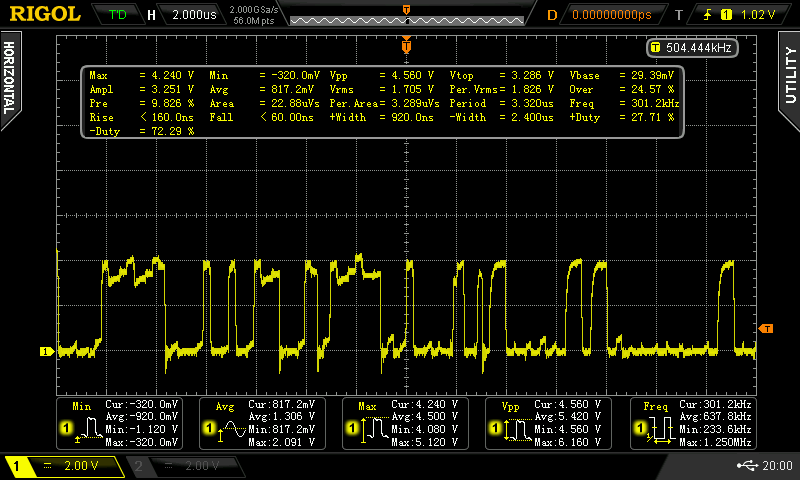 RIGOL T'D H 2.000us 2.000GSa/s 56.0M pts D 0.00000000ps T 1 1.02 V
HORIZONTAL
UTILITY
T 504.444kHz
Max = 4.240 V Min = -320.0mV Vpp = 4.560 V Vtop = 3.286 V Vbase = 29.39mV
Ampl = 3.251 V Avg = 817.2mV Vrms = 1.705 V Per.Vrms= 1.826 V Over = 24.57 %
Pre = 9.826 % Area = 22.88uVs Per.Area= 3.289uVs Period = 3.320us Freq = 301.2kHz
Rise < 160.0ns Fall < 60.00ns +Width = 920.0ns -Width = 2.400us +Duty = 27.71 %
-Duty = 72.29 %
T
T
1
Min Cur:-320.0mV
Avg:-920.0mV
1 Min:-1.120 V
Max:-320.0mV
Avg Cur:817.2mV
Avg:1.306 V
1 Min:817.2mV
Max:2.091 V
Max Cur:4.240 V
Avg:4.500 V
1 Min:4.080 V
Max:5.120 V
Vpp Cur:4.560 V
Avg:5.420 V
1 Min:4.560 V
Max:6.160 V
Freq Cur:301.2kHz
Avg:637.8kHz
1 Min:233.6kHz
Max:1.250MHz
1 2.00 V 2 2.00 V 20:00